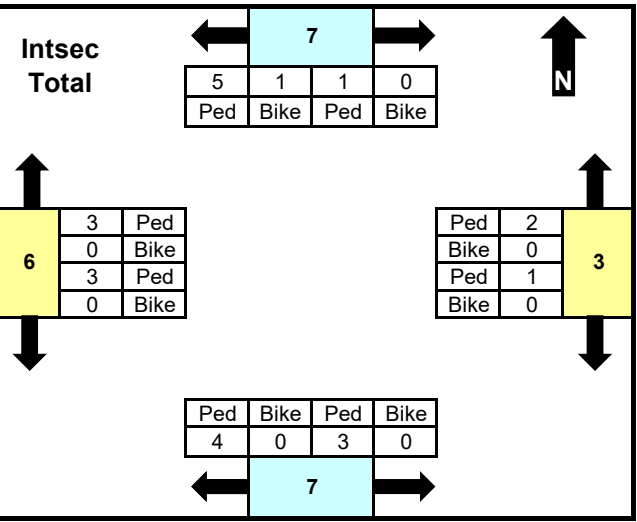 7
Intsec
Total
N
5 1 1 0
Ped Bike Ped Bike
3 Ped
0 Bike
3 Ped
0 Bike
6
Ped 2
Bike 0
Ped 1
Bike 0
3
Ped Bike Ped Bike
4 0 3 0
7